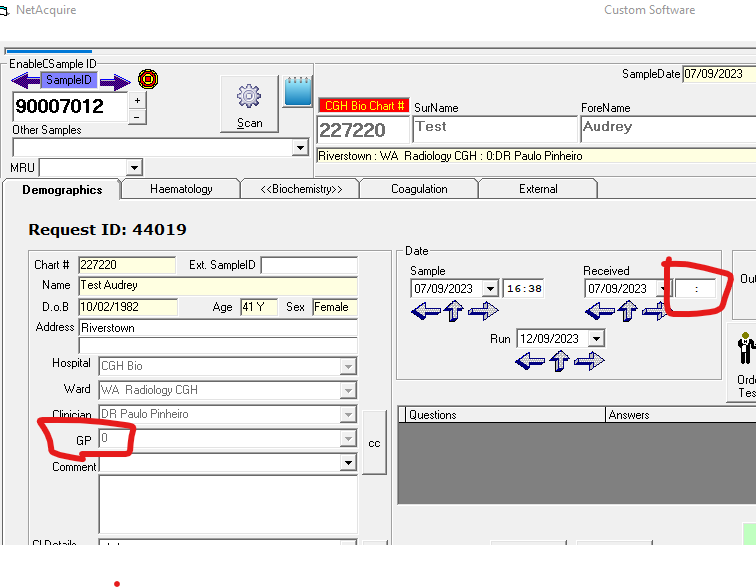 NetAcquire Custom Software
EnableCSample ID
SampleID
SampleDate 07/09/2023
90007012
+
-
Scan
CGH Bio Chart # SurName ForeName
227220 Test Audrey
Other Samples
Riverstown : WA Radiology CGH : 0:DR Paulo Pinheiro
MRU
Demographics Haematology <<Biochemistry>> Coagulation External
Request ID: 44019
Chart # 227220 Ext. SampleID
Name Test Audrey
D.o.B 10/02/1982 Age 41 Y Sex Female
Address Riverstown
Hospital CGH Bio
Ward WA Radiology CGH
Clinician DR Paulo Pinheiro
GP 0
cc
Comment
Date
Sample Received
07/09/2023 16:38 07/09/2023 :
Run 12/09/2023
Questions Answers